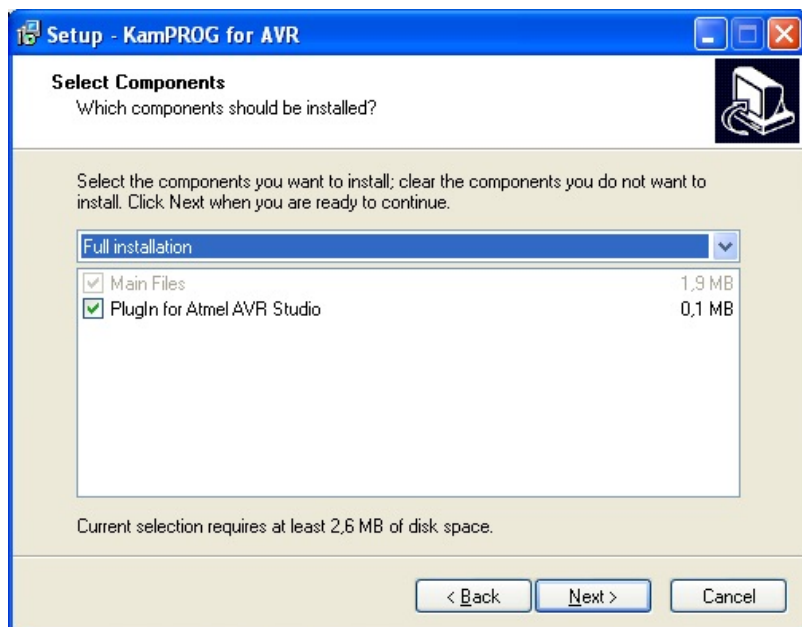 Setup - KamPROG for AVR
Select Components
Which components should be installed?
Select the components you want to install; clear the components you do not want to
install. Click Next when you are ready to continue.
Full installation
Main Files 1,9 MB
PlugIn for Atmel AVR Studio 0,1 MB
Current selection requires at least 2,6 MB of disk space.
< Back Next > Cancel